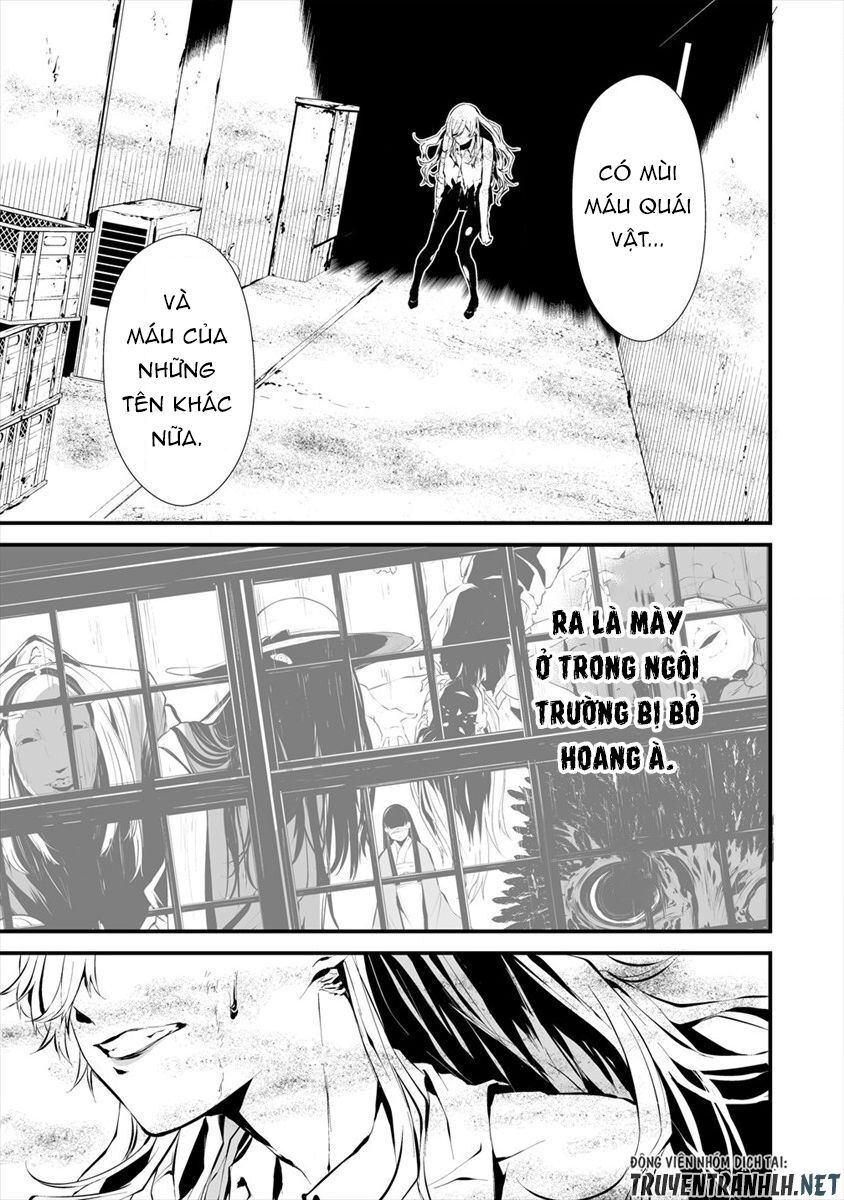 CÓ MÙI
MÁU QUÁI
VẬT...
VÀ
MÁU CỦA
NHỮNG
TÊN KHÁC
NỮA.
RA LÀ MÀY
Ở TRONG NGÔI
TRƯỜNG BỊ BỎ
HOANG À.
ĐỘNG VIÊN NHÓM DỊCH TẠI:
TRUYENTRANHLH.NET